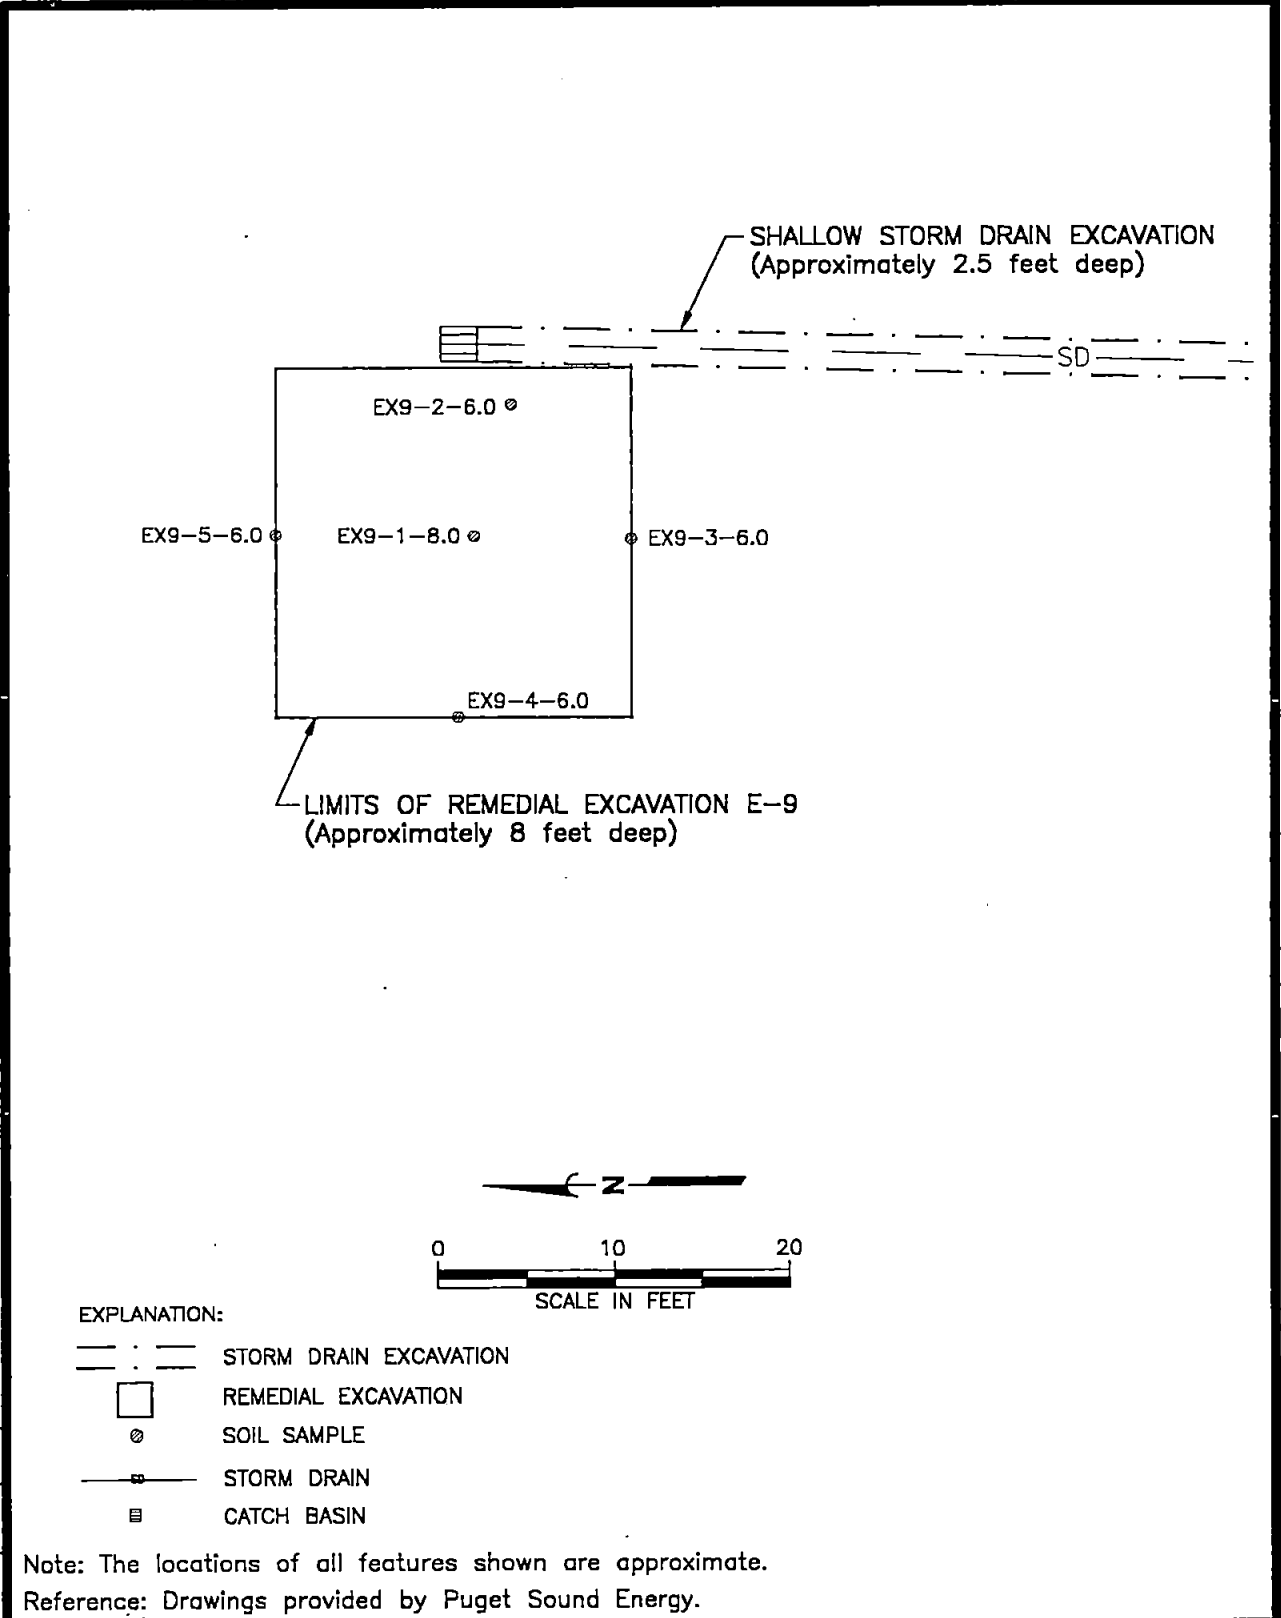 SHALLOW STORM DRAIN EXCAVATION
(Approximately 2.5 feet deep)
SD
EX9-2-6.0
EX9-5-6.0
EX9-1-8.0
EX9-3-6.0
EX9-4-6.0
LIMITS OF REMEDIAL EXCAVATION E-9
(Approximately 8 feet deep)
N
0 10 20
SCALE IN FEET
EXPLANATION:
STORM DRAIN EXCAVATION
REMEDIAL EXCAVATION
SOIL SAMPLE
SD STORM DRAIN
CATCH BASIN
Note: The locations of all features shown are approximate.
Reference: Drawings provided by Puget Sound Energy.